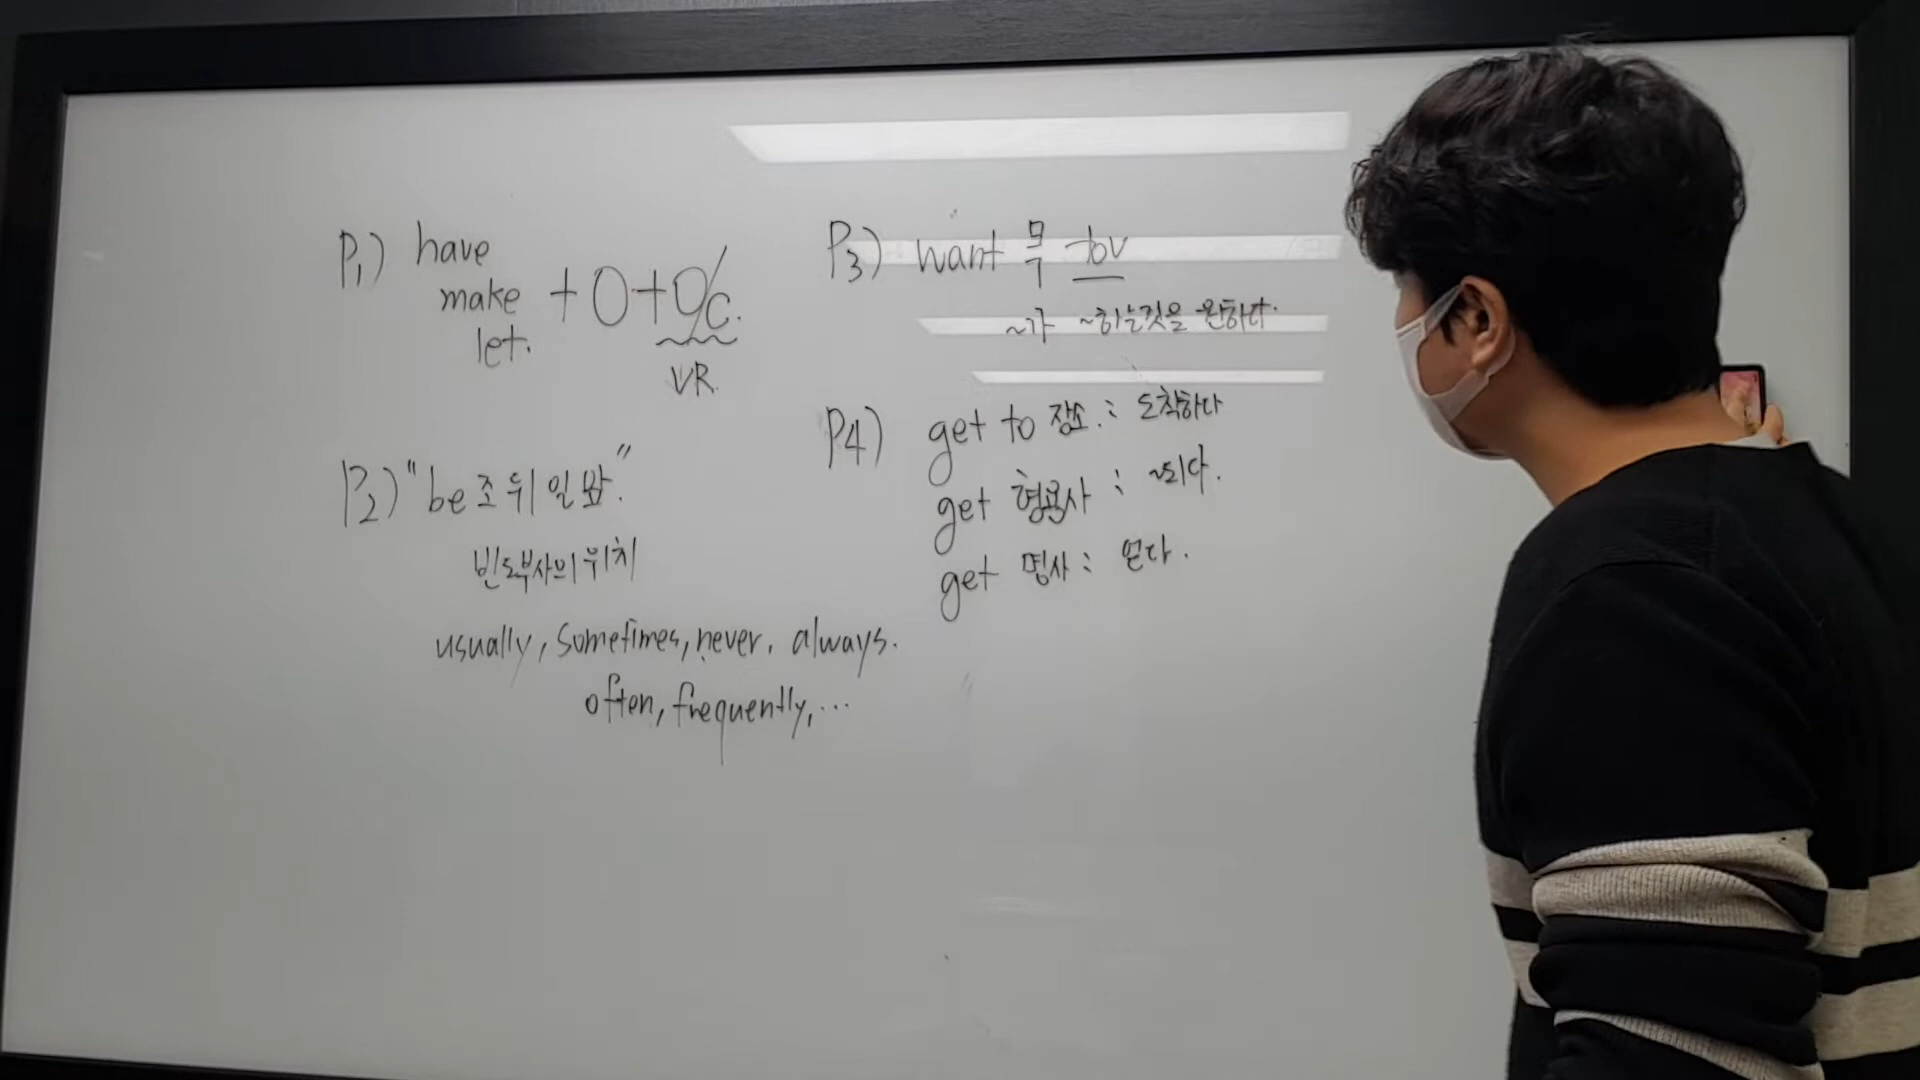 P1) have
make
let.
+ O + O/C.
VR.
P2) "be 조 뒤 일 앞."
빈도부사의 위치
usually, sometimes, never, always.
often, frequently, ...
P3) want 목 toV
~가 ~하는것을 원하다.
P4) get to 장소 : 도착하다
get 형용사 : ~되다.
get 명사 : 얻다.